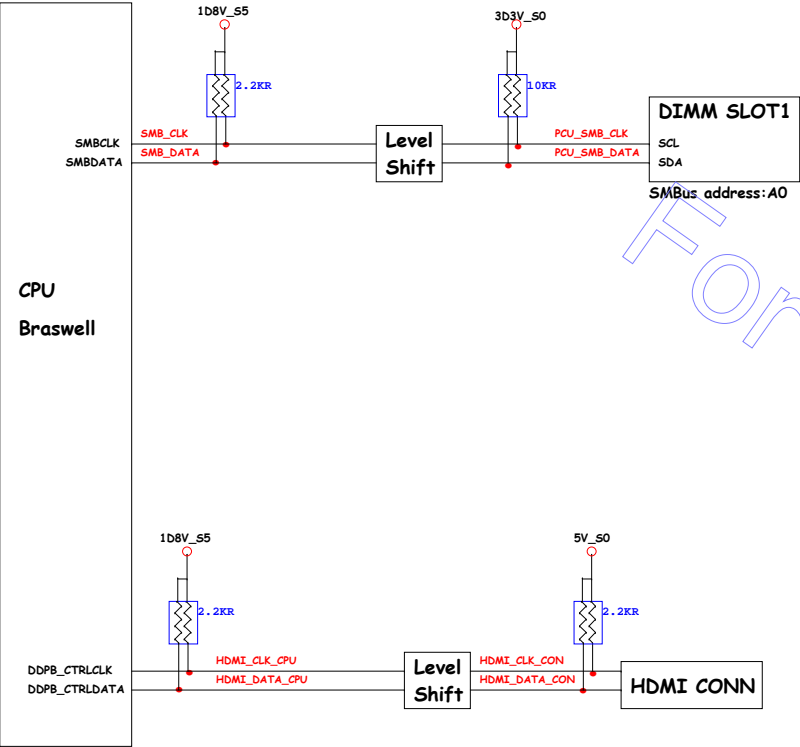 1D8V_S5
3D3V_S0
2.2KR
10KR
DIMM SLOT1
SMBCLK
SMB_CLK
Level
Shift
PCU_SMB_CLK
SCL
SMBDATA
SMB_DATA
PCU_SMB_DATA
SDA
SMBus address:A0
For
CPU
Braswell
1D8V_S5
5V_S0
2.2KR
2.2KR
DDPB_CTRLCLK
HDMI_CLK_CPU
Level
Shift
HDMI_CLK_CON
DDPB_CTRLDATA
HDMI_DATA_CPU
HDMI_DATA_CON
HDMI CONN